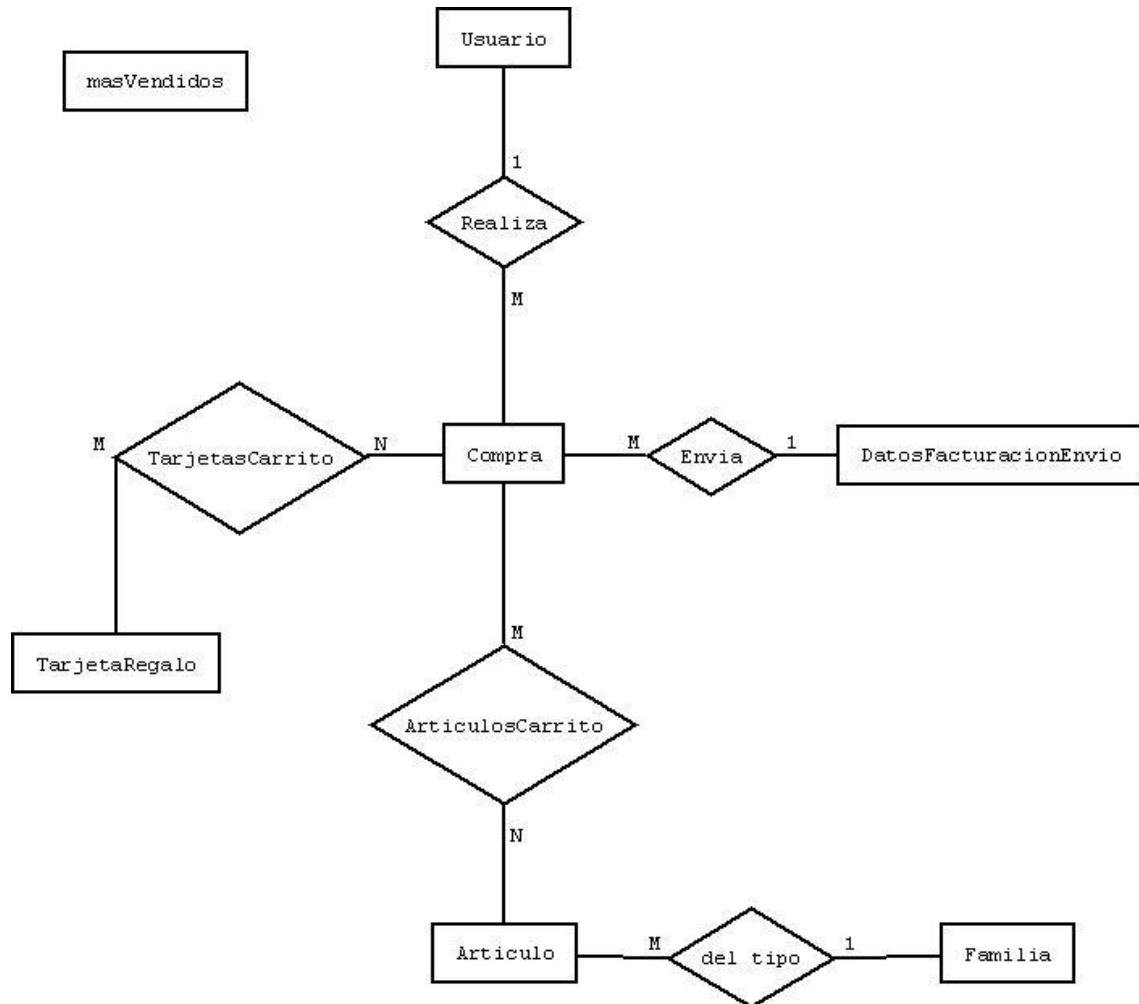 Usuario
masVendidos
1
Realiza
M
M
TarjetasCarrito
N
Compra
M
Envia
1
DatosFacturacionEnvio
TarjetaRegalo
M
ArticulosCarrito
N
Articulo
M
del tipo
1
Familia